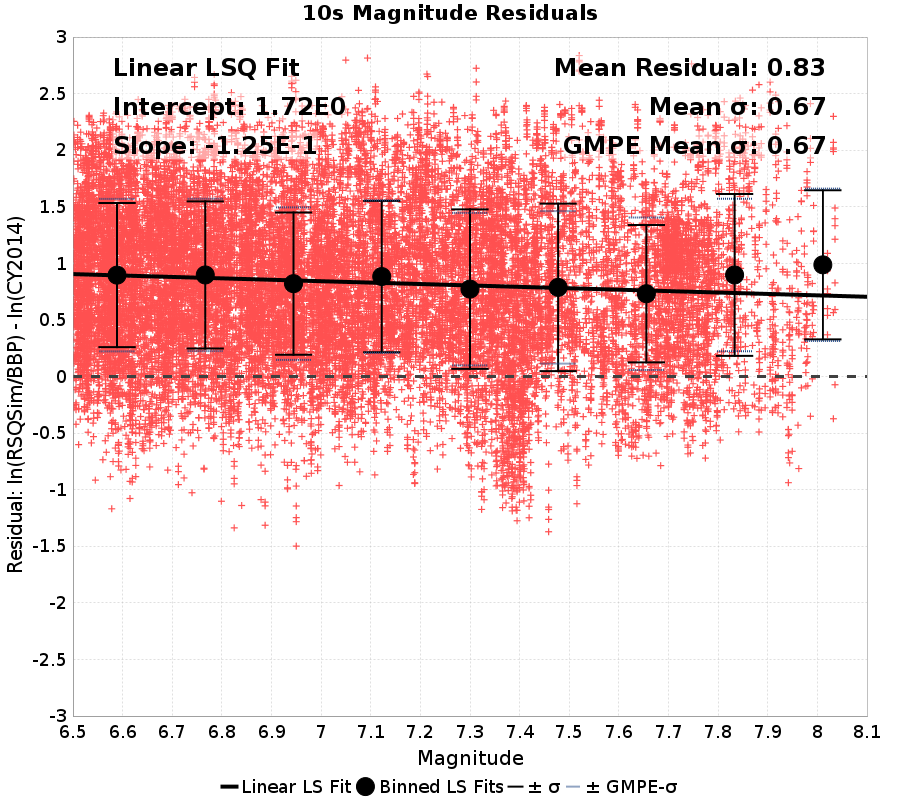 10s Magnitude Residuals
Linear LSQ Fit
Mean Residual: 0.83
Intercept: 1.72E0
Mean σ: 0.67
Slope: -1.25E-1
GMPE Mean σ: 0.67
Residual: ln(RSQSim/BBP) - ln(CY2014)
3
2.5
2
1.5
1
0.5
0
-0.5
-1
-1.5
-2
-2.5
-3
6.5 6.6 6.7 6.8 6.9 7 7.1 7.2 7.3 7.4 7.5 7.6 7.7 7.8 7.9 8 8.1
Magnitude
Linear LS Fit Binned LS Fits ± σ ± GMPE-σ